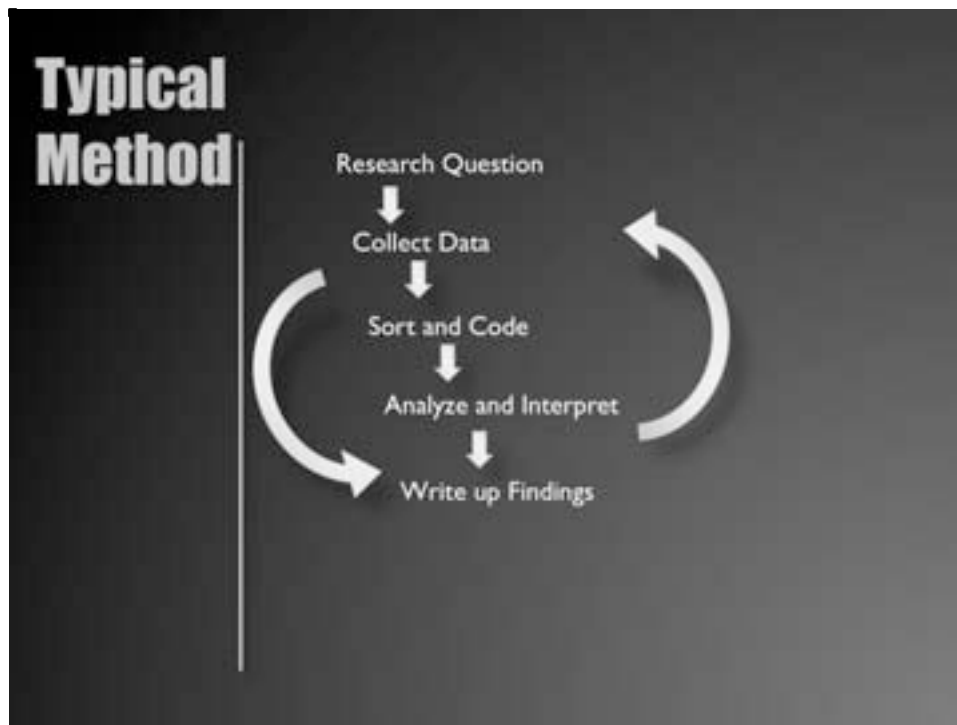 Typical
Method
Research Question
Collect Data
Sort and Code
Analyze and Interpret
Write up Findings